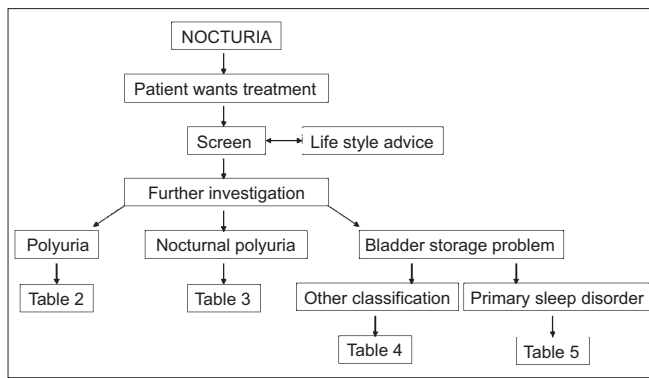 NOCTURIA
Patient wants treatment
Screen
Life style advice
Further investigation
Polyuria
Nocturnal polyuria
Bladder storage problem
Table 2
Table 3
Other classification
Primary sleep disorder
Table 4
Table 5